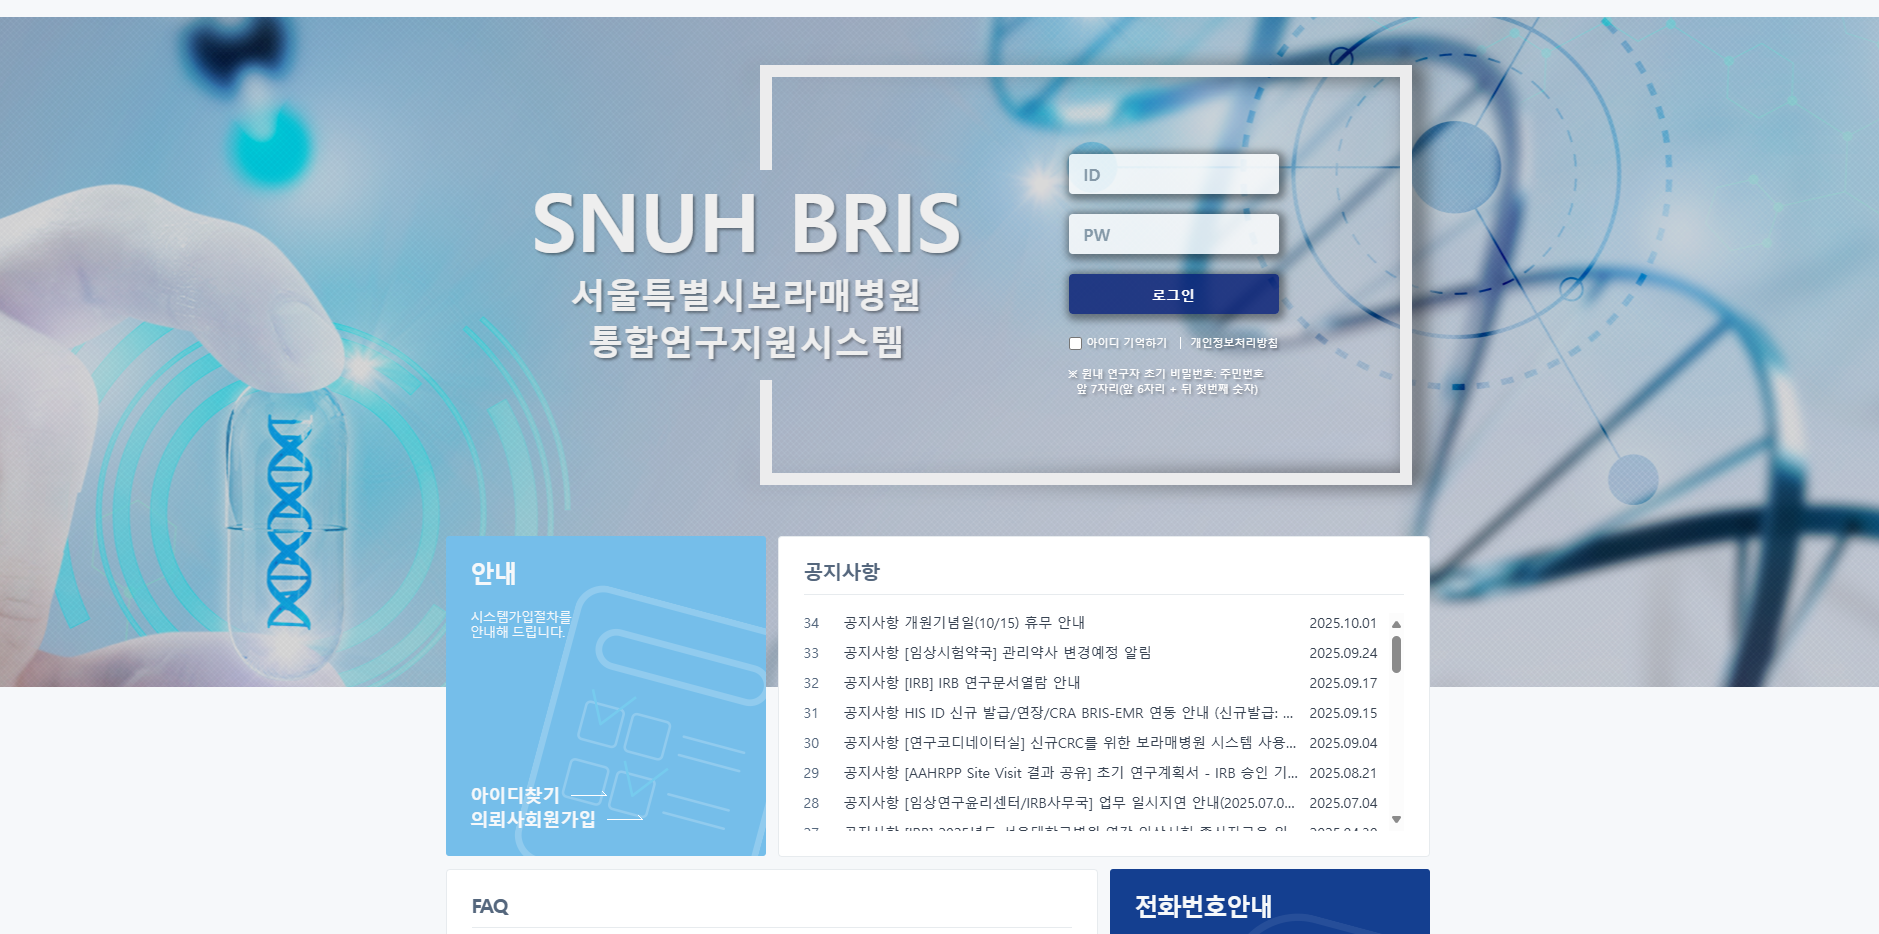 SNUH BRIS
서울특별시보라매병원
통합연구지원시스템
ID
PW
로그인
아이디 기억하기 | 개인정보처리방침
※ 원내 연구자 초기 비밀번호: 주민번호
앞 7자리(앞 6자리 + 뒤 첫번째 숫자)
안내
시스템가입절차를
안내해 드립니다.
아이디찾기
의뢰사회원가입
공지사항
34 공지사항 개원기념일(10/15) 휴무 안내 2025.10.01
33 공지사항 [임상시험약국] 관리약사 변경예정 알림 2025.09.24
32 공지사항 [IRB] IRB 연구문서열람 안내 2025.09.17
31 공지사항 HIS ID 신규 발급/연장/CRA BRIS-EMR 연동 안내 (신규발급: ... 2025.09.15
30 공지사항 [연구코디네이터실] 신규CRC를 위한 보라매병원 시스템 사용... 2025.09.04
29 공지사항 [AAHRPP Site Visit 결과 공유] 초기 연구계획서 - IRB 승인 기... 2025.08.21
28 공지사항 [임상연구윤리센터/IRB사무국] 업무 일시지연 안내(2025.07.0... 2025.07.04
FAQ
전화번호안내